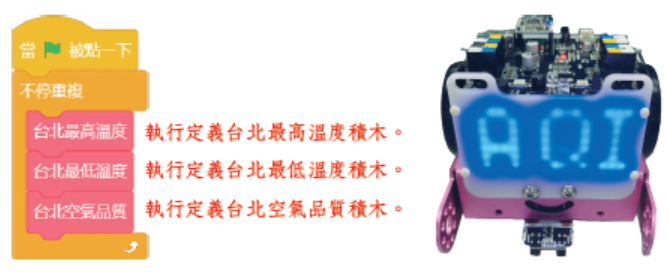 當 被點一下
不停重複
台北最高溫度 執行定義台北最高溫度積木。
台北最低溫度 執行定義台北最低溫度積木。
台北空氣品質 執行定義台北空氣品質積木。
AQI